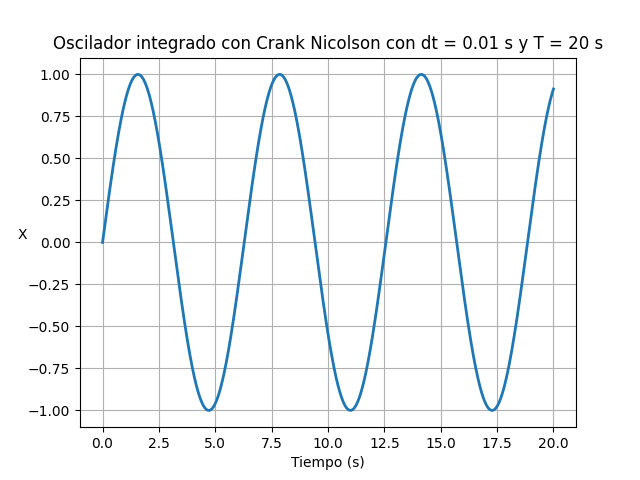 Oscilador integrado con Crank Nicolson con dt = 0.01 s y T = 20 s
1.00
0.75
0.50
0.25
0.00
−0.25
−0.50
−0.75
−1.00
X
0.0 2.5 5.0 7.5 10.0 12.5 15.0 17.5 20.0
Tiempo (s)